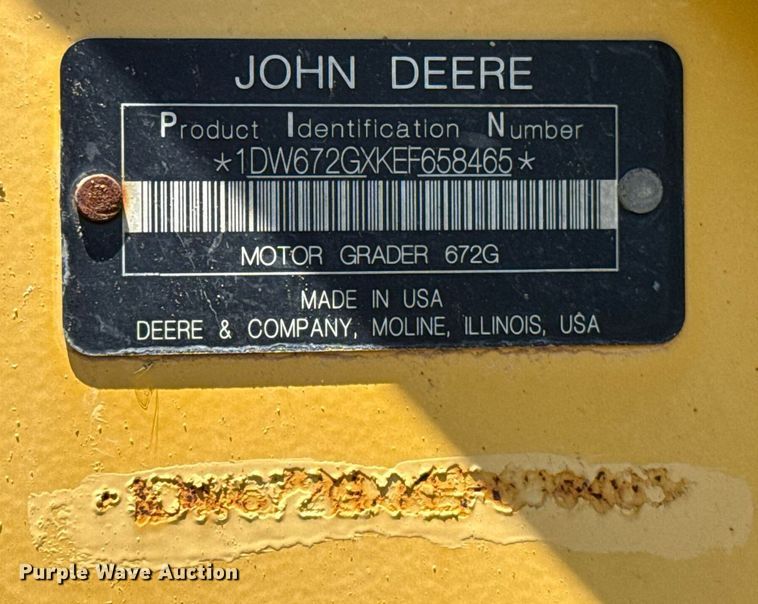 JOHN DEERE
Product Identification Number
*1DW672GXKEF658465*
MOTOR GRADER 672G
MADE IN USA
DEERE & COMPANY, MOLINE, ILLINOIS, USA
Purple Wave Auction